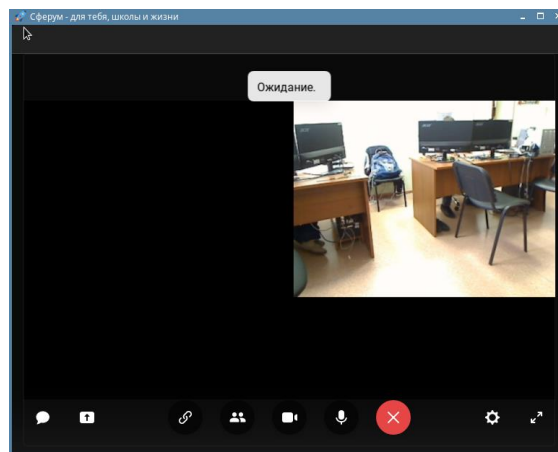 Сферум - для тебя, школы и жизни
Ожидание.